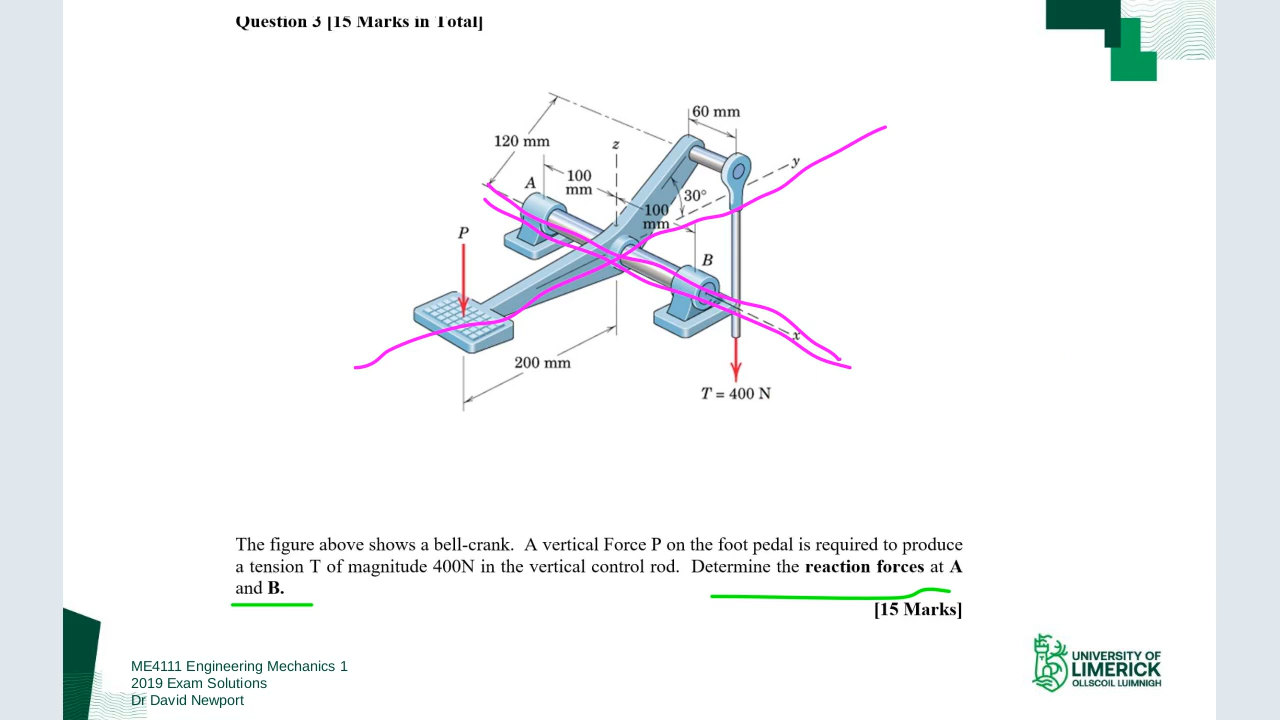 Question 3 [15 Marks in Total]
60 mm
120 mm
z
y
A
100
mm
30°
100
mm
P
B
x
200 mm
T = 400 N
The figure above shows a bell-crank. A vertical Force P on the foot pedal is required to produce
a tension T of magnitude 400N in the vertical control rod. Determine the reaction forces at A
and B.
[15 Marks]
ME4111 Engineering Mechanics 1
2019 Exam Solutions
Dr David Newport
UNIVERSITY OF
LIMERICK
OLLSCOIL LUIMNIGH